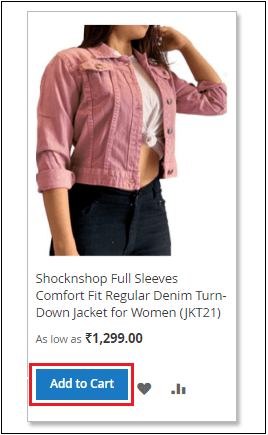 Shocknshop Full Sleeves
Comfort Fit Regular Denim Turn-
Down Jacket for Women (JKT21)
As low as ₹1,299.00
Add to Cart